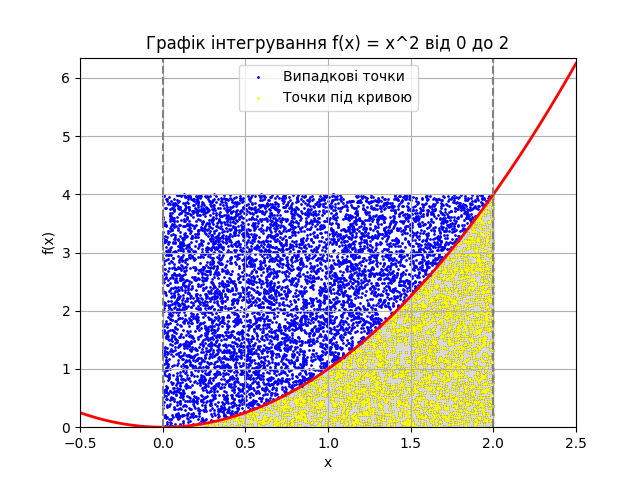 Графік інтегрування f(x) = x^2 від 0 до 2
Випадкові точки
Точки під кривою
f(x)
6
5
4
3
2
1
0
−0.5 0.0 0.5 1.0 1.5 2.0 2.5
x